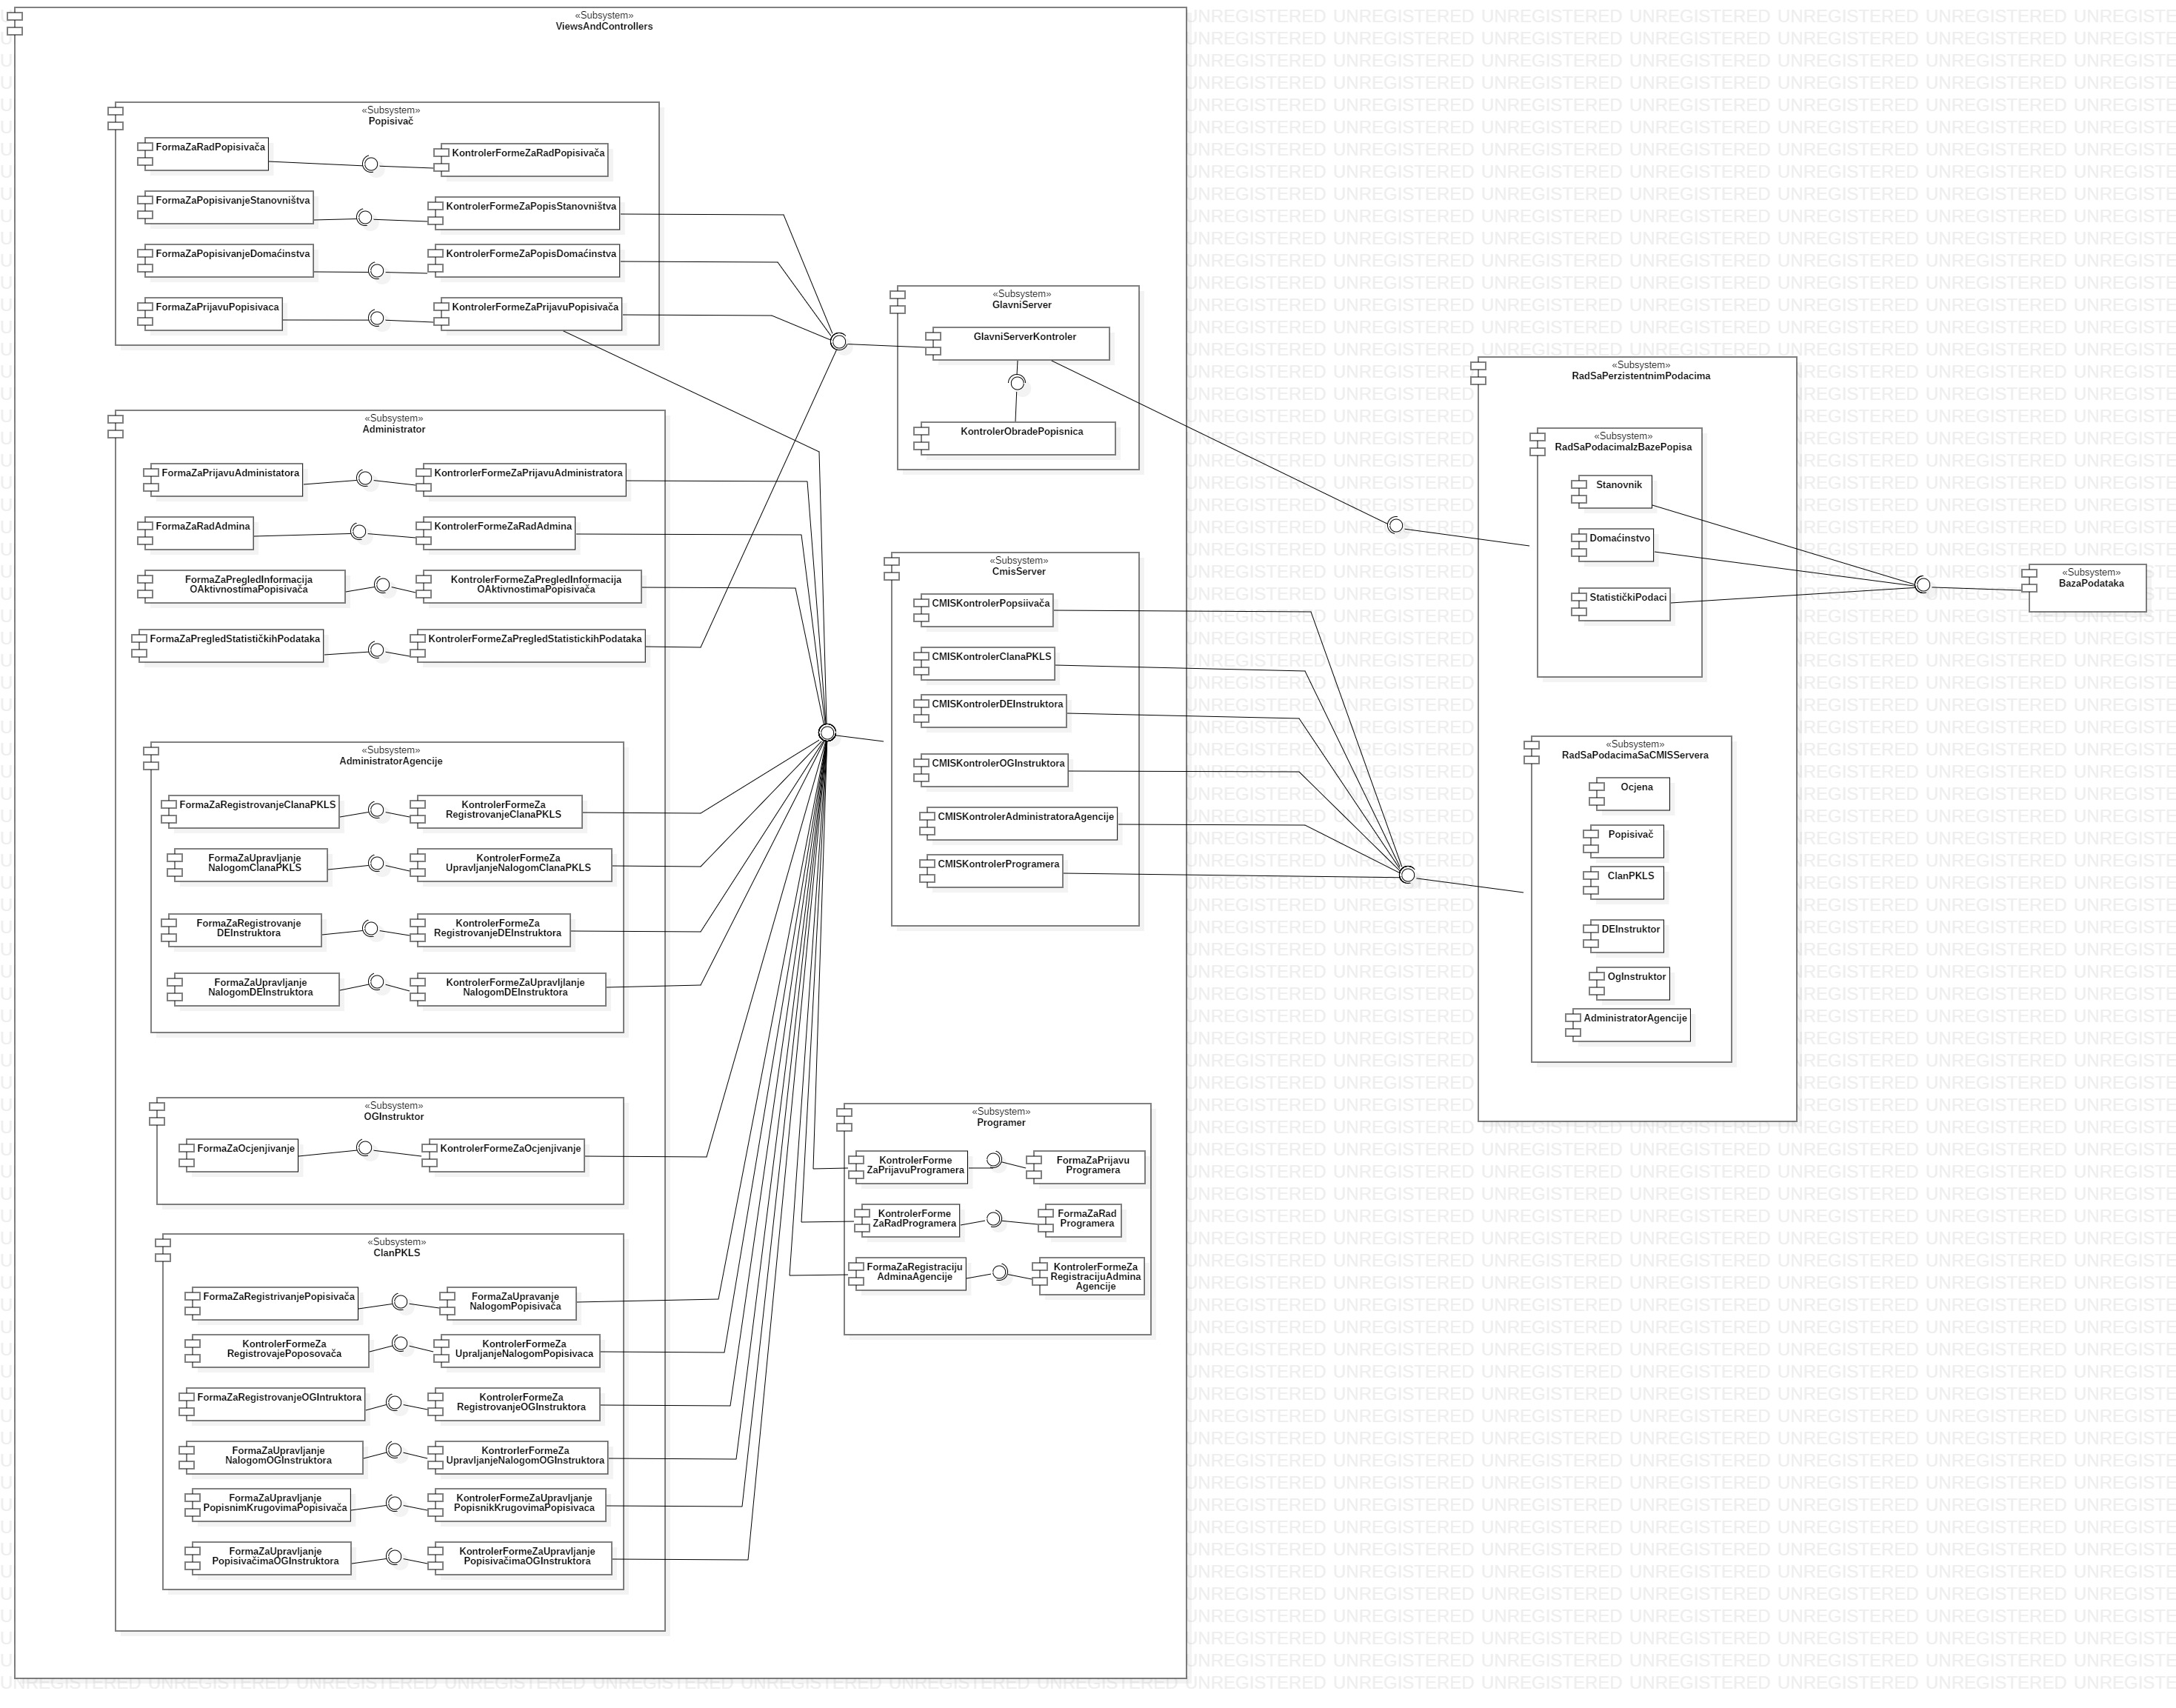 «Subsystem»
ViewsAndControllers
«Subsystem»
Popisivač
FormaZaRadPopisivača
KontrolerFormeZaRadPopisivača
FormaZaPopisivanjeStanovništva
KontrolerFormeZaPopisStanovništva
FormaZaPopisivanjeDomaćinstva
KontrolerFormeZaPopisDomaćinstva
FormaZaPrijavuPopisivaca
KontrolerFormeZaPrijavuPopisivača
«Subsystem»
Administrator
FormaZaPrijavuAdministatora
KontrorlerFormeZaPrijavuAdministratora
FormaZaRadAdmina
KontrolerFormeZaRadAdmina
FormaZaPregledInformacija
OAktivnostimaPopisivača
KontrolerFormeZaPregledInformacija
OAktivnostimaPopisivača
FormaZaPregledStatističkihPodataka
KontrolerFormeZaPregledStatistickihPodataka
«Subsystem»
AdministratorAgencije
FormaZaRegistrovanjeClanaPKLS
KontrolerFormeZa
RegistrovanjeClanaPKLS
FormaZaUpravljanje
NalogomClanaPKLS
KontrolerFormeZa
UpravljanjeNalogomClanaPKLS
FormaZaRegistrovanje
DEInstruktora
KontrolerFormeZa
RegistrovanjeDEInstruktora
FormaZaUpravljanje
NalogomDEInstruktora
KontrolerFormeZaUpravljlanje
NalogomDEInstruktora
«Subsystem»
OGInstruktor
FormaZaOcjenjivanje
KontrolerFormeZaOcjenjivanje
«Subsystem»
ClanPKLS
FormaZaRegistrivanjePopisivača
FormaZaUpravanje
NalogomPopisivača
KontrolerFormeZa
RegistrovajePoposovača
KontrolerFormeZa
UpraljanjeNalogomPopisivaca
FormaZaRegistrovanjeOGIntruktora
KontrolerFormeZa
RegistrovanjeOGInstruktora
FormaZaUpravljanje
NalogomOGInstruktora
KontrorlerFormeZa
UpravljanjeNalogomOGInstruktora
FormaZaUpravljanje
PopisnimKrugovimaPopisivača
KontrolerFormeZaUpravljanje
PopisnikKrugovimaPopisivaca
FormaZaUpravljanje
PopisivačimaOGInstruktora
KontrolerFormeZaUpravljanje
PopisivačimaOGInstruktora
«Subsystem»
GlavniServer
GlavniServerKontroler
KontrolerObradePopisnica
«Subsystem»
CmisServer
CMISKontrolerPopsiivača
CMISKontrolerClanaPKLS
CMISKontrolerDEInstruktora
CMISKontrolerOGInstruktora
CMISKontrolerAdministratoraAgencije
CMISKontrolerProgramera
«Subsystem»
Programer
KontrolerForme
ZaPrijavuProgramera
FormaZaPrijavu
Programera
KontrolerForme
ZaRadProgramera
FormaZaRad
Programera
FormaZaRegistraciju
AdminaAgencije
KontrolerFormeZa
RegistracijuAdmina
Agencije
«Subsystem»
RadSaPerzistentnimPodacima
«Subsystem»
RadSaPodacimaIzBazePopisa
Stanovnik
Domaćinstvo
StatističkiPodaci
«Subsystem»
RadSaPodacimaSaCMISServera
Ocjena
Popisivač
ClanPKLS
DEInstruktor
OgInstruktor
AdministratorAgencije
«Subsystem»
BazaPodataka
UNREGISTERED UNREGISTERED UNREGISTERED UNREGISTERED UNREGISTERED UNREGISTERED UNREGISTERED